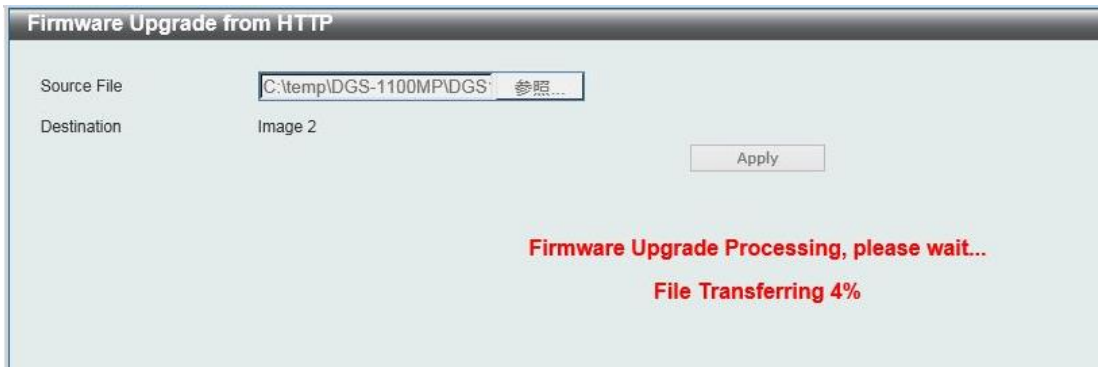 Firmware Upgrade from HTTP
Source File C:\temp\DGS-1100MP\DGS 参照...
Destination Image 2
Apply
Firmware Upgrade Processing, please wait...
File Transferring 4%